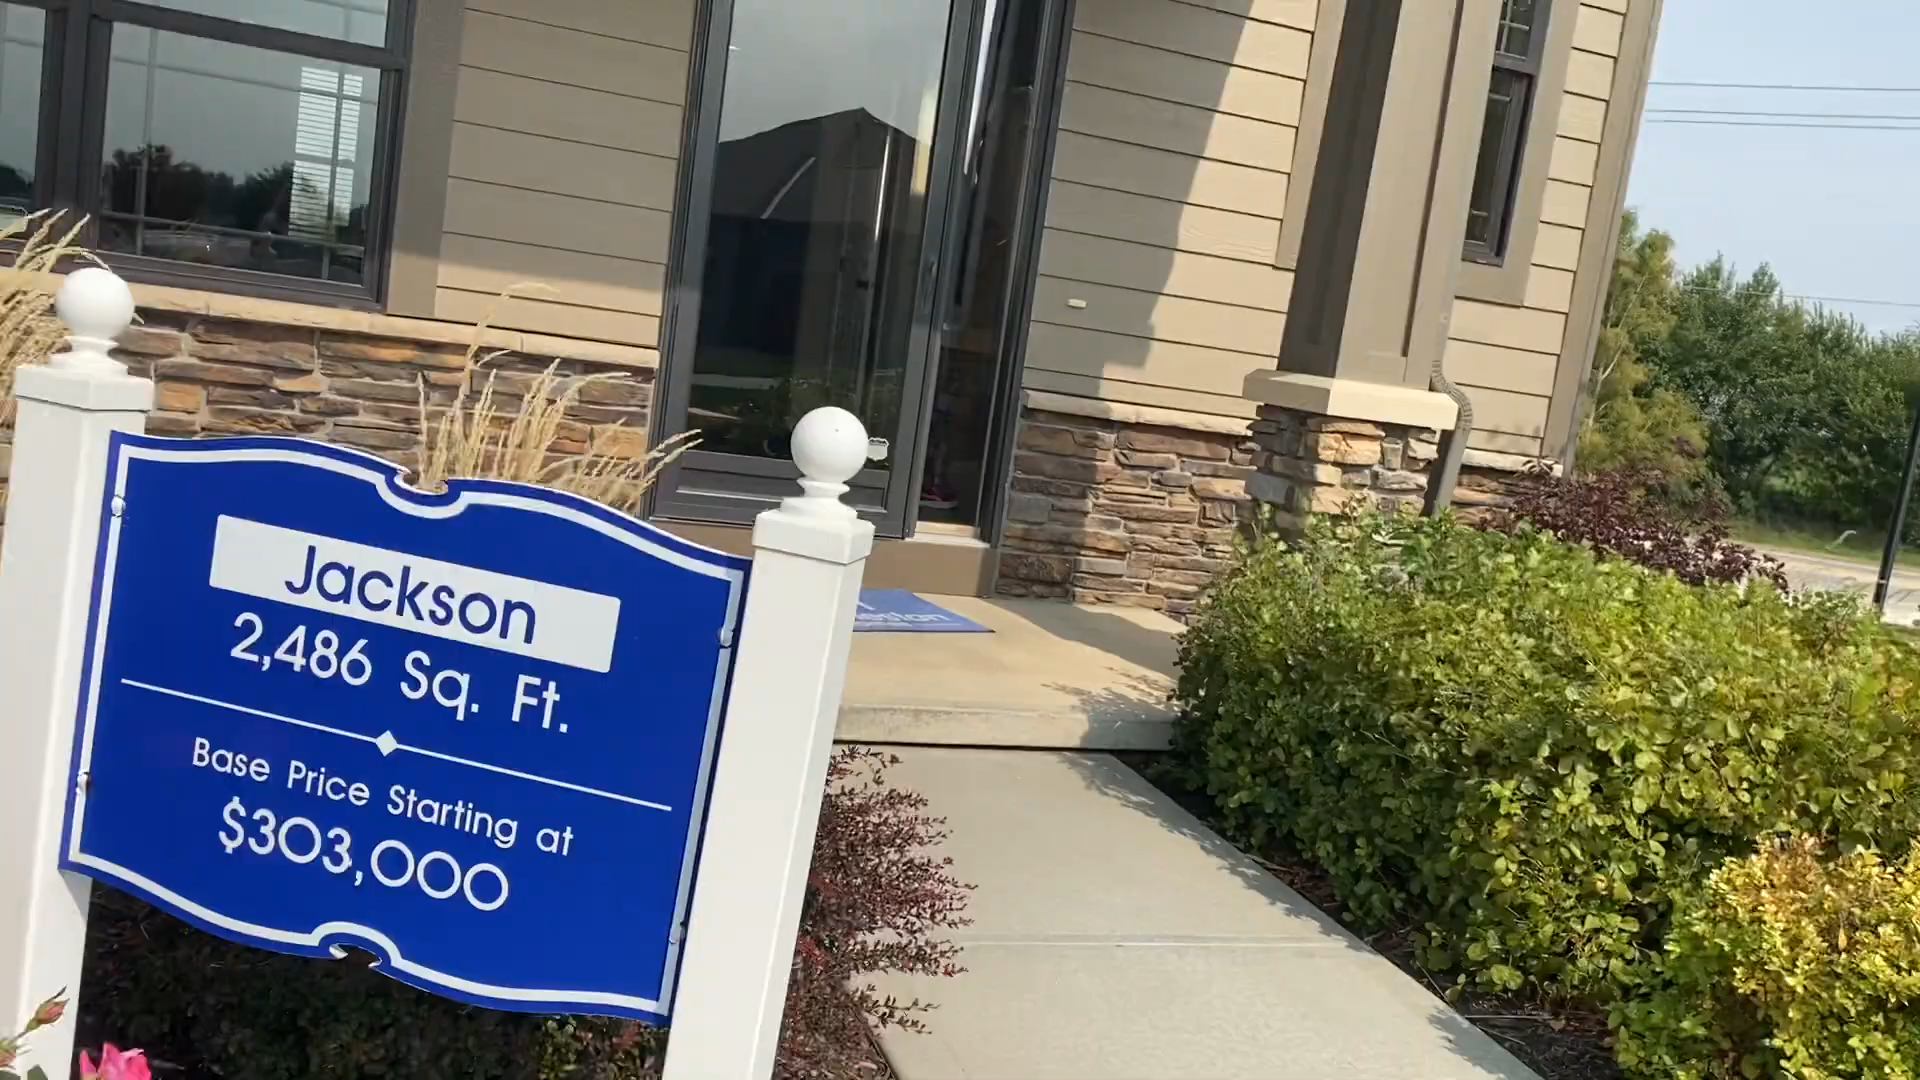 Jackson
2,486 Sq. Ft.
Base Price Starting at
$303,000